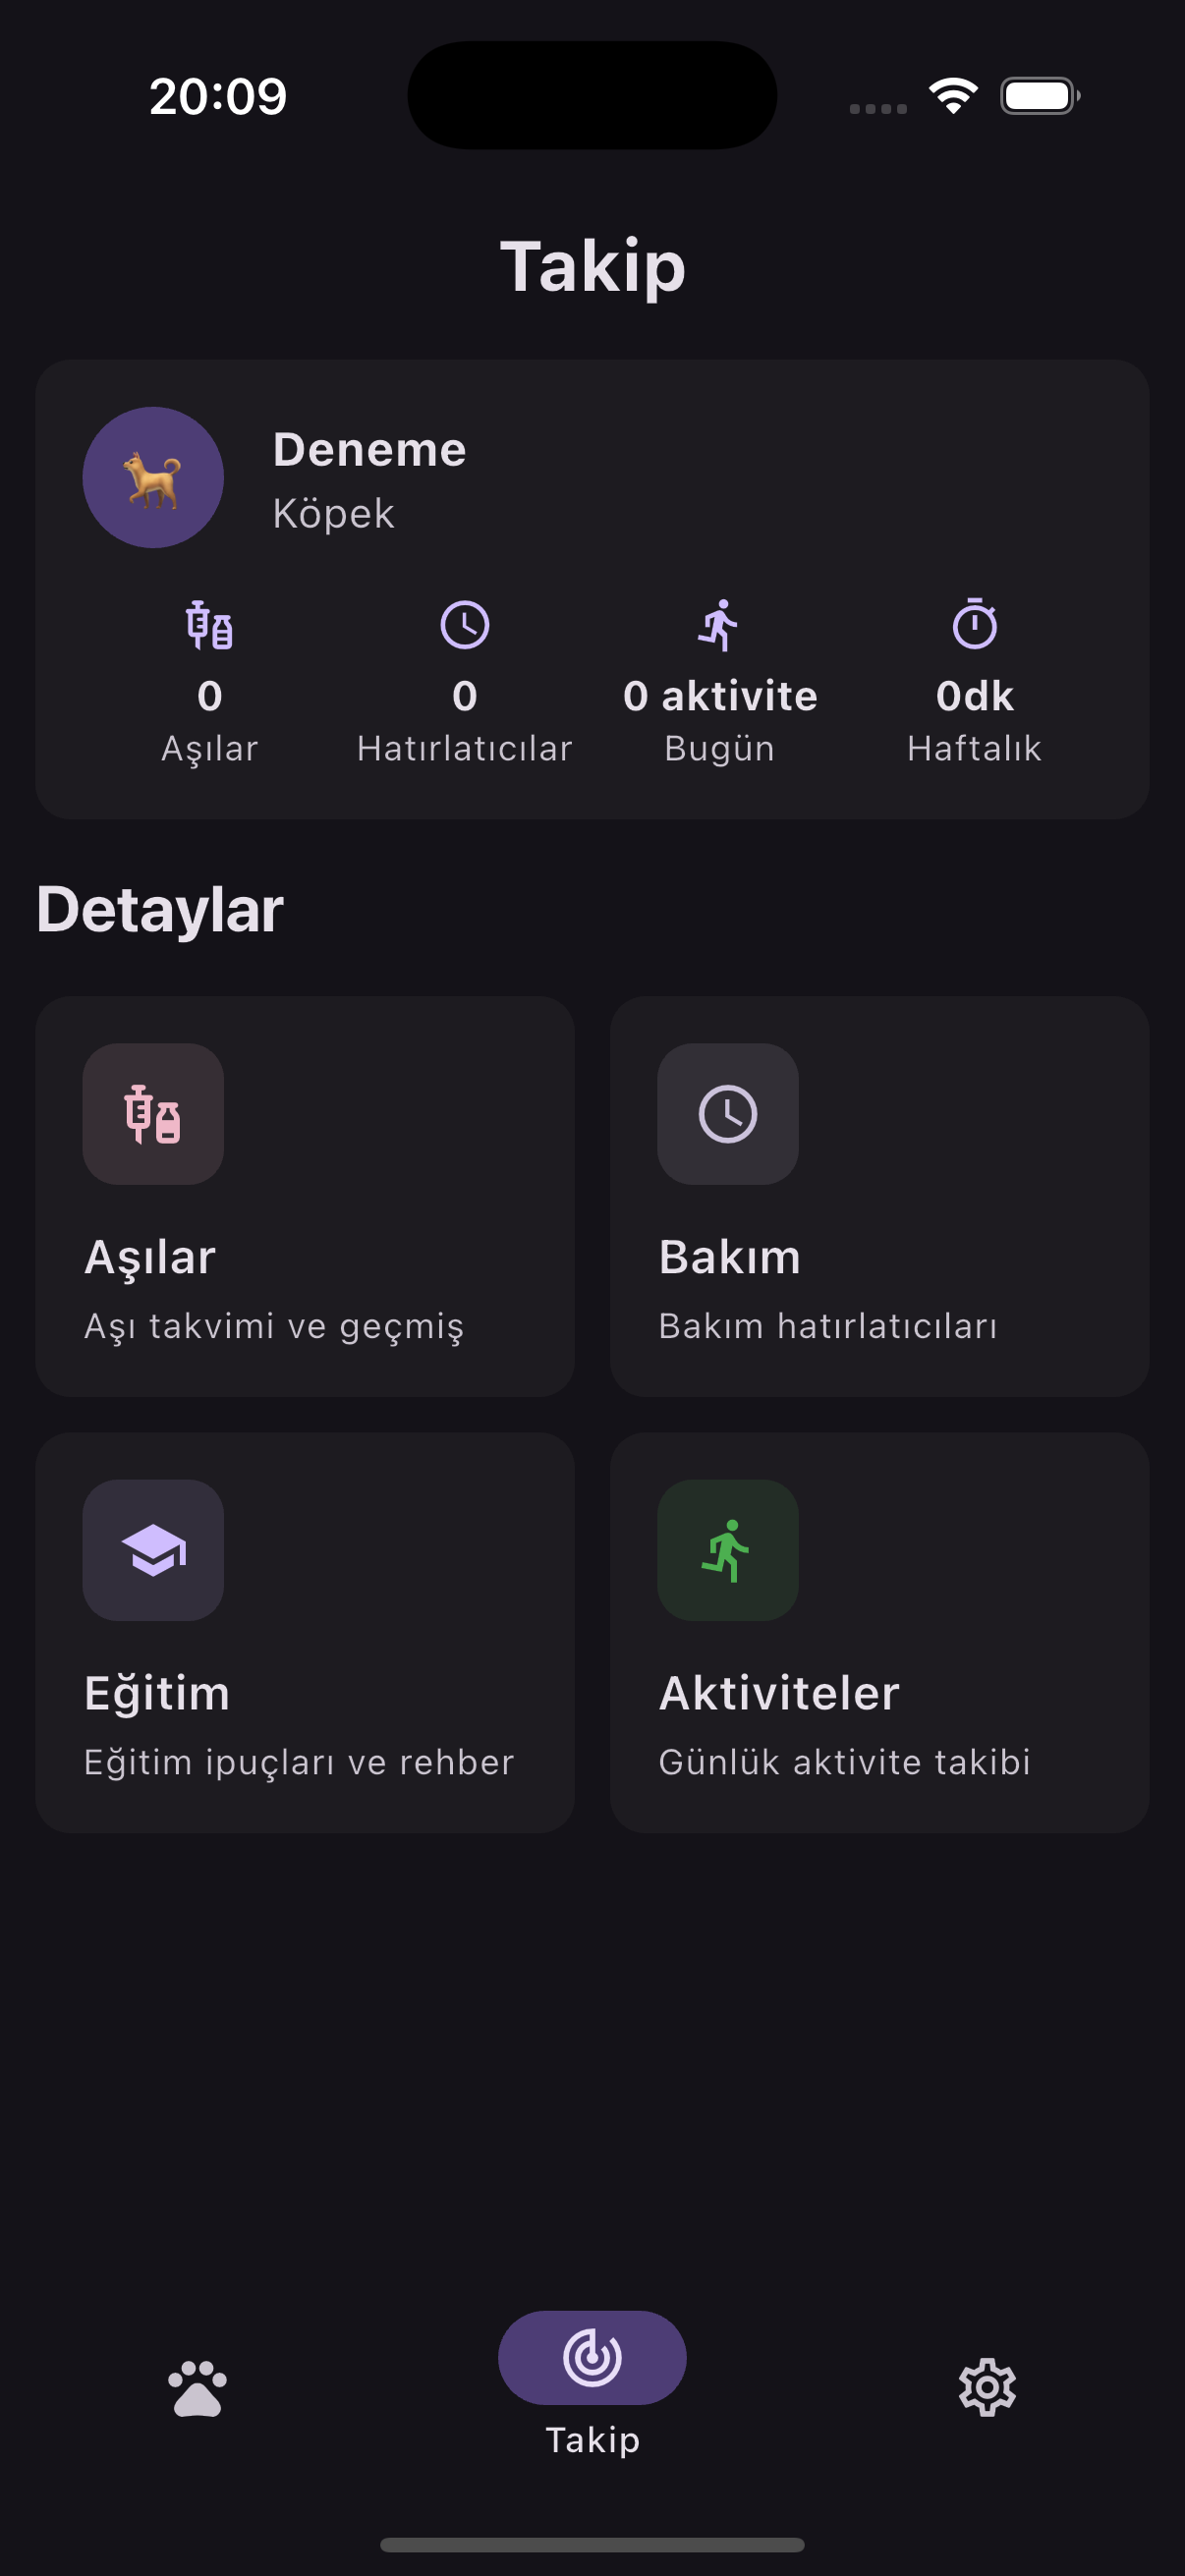 20:09
Takip
Deneme
Köpek
0 0 0 aktivite 0dk
Aşılar Hatırlatıcılar Bugün Haftalık
Detaylar
Aşılar Bakım
Aşı takvimi ve geçmiş Bakım hatırlatıcıları
Eğitim Aktiviteler
Eğitim ipuçları ve rehber Günlük aktivite takibi
Takip